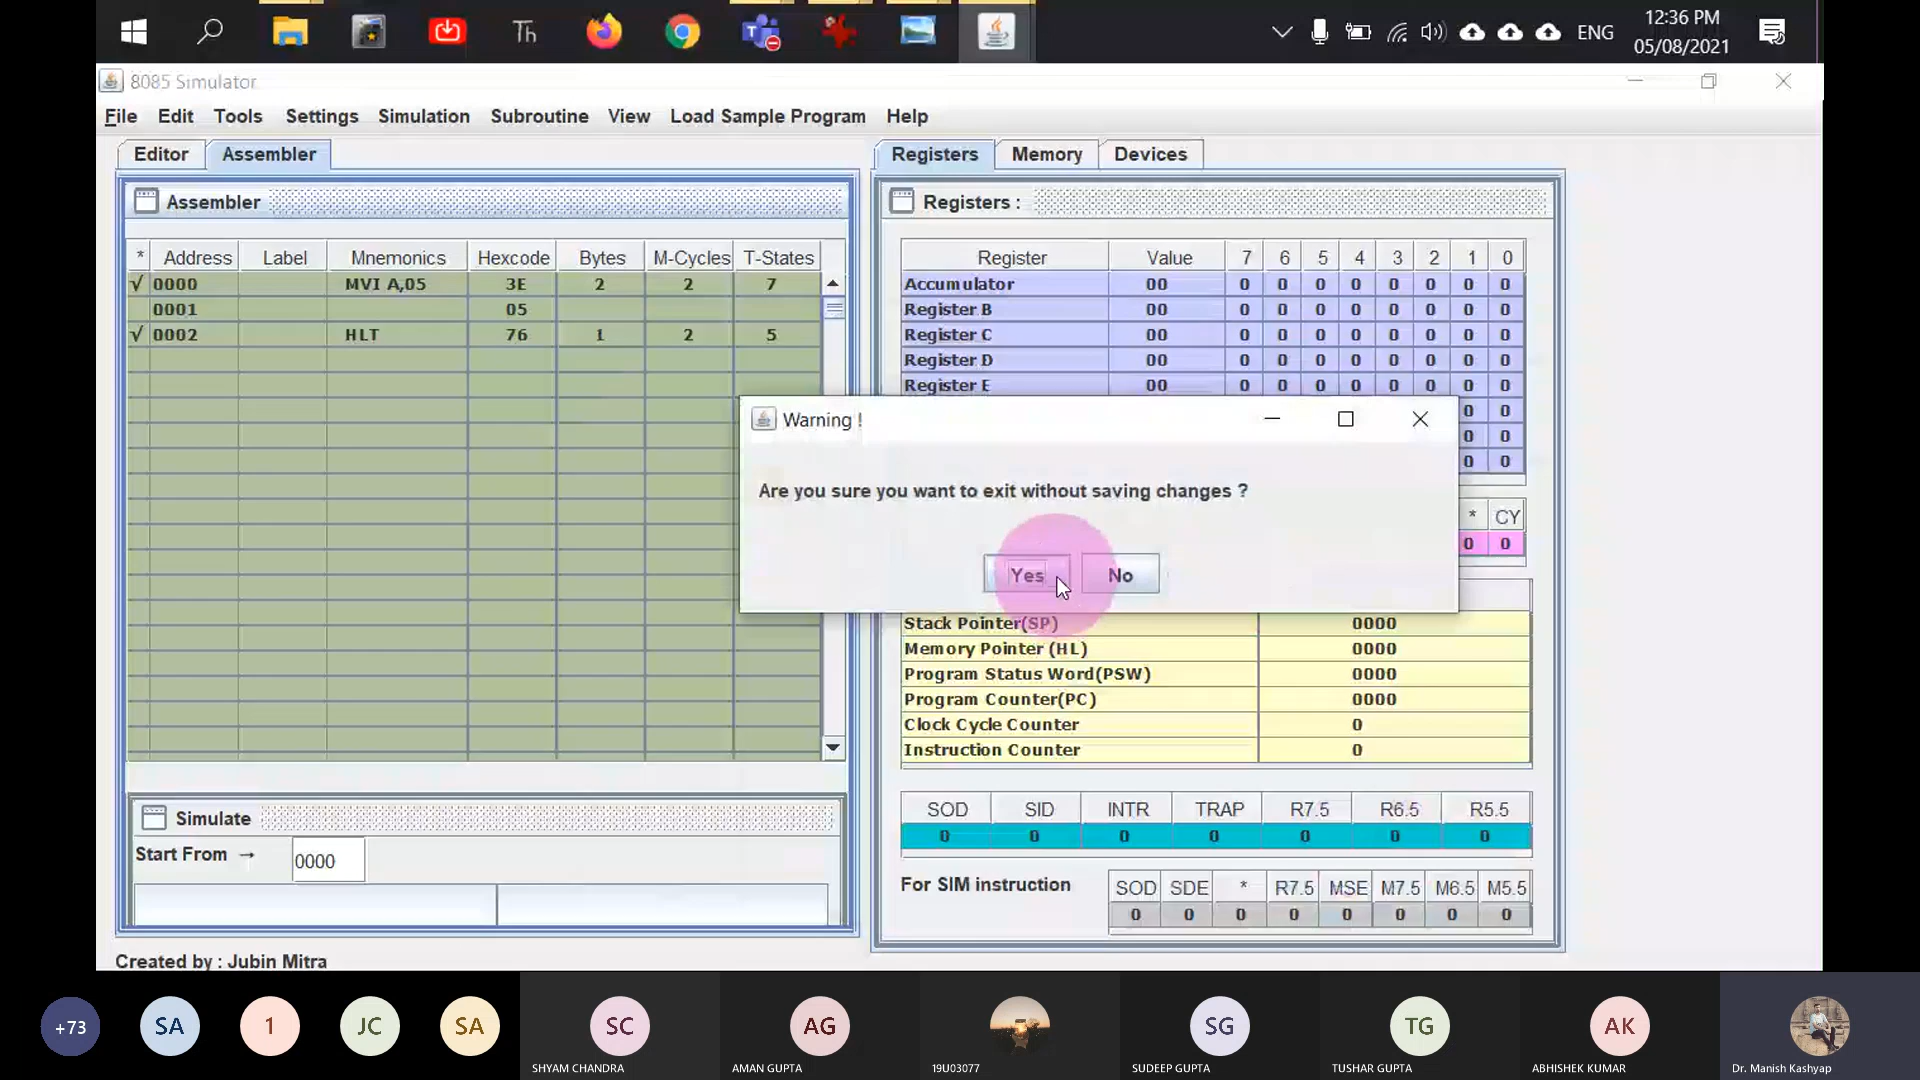 Th
ENG
12:36 PM
05/08/2021
8085 Simulator
File Edit Tools Settings Simulation Subroutine View Load Sample Program Help
Editor Assembler
Registers Memory Devices
Assembler
* Address Label Mnemonics Hexcode Bytes M-Cycles T-States
√ 0000 MVI A,05 3E 2 2 7
0001 05
√ 0002 HLT 76 1 2 5
Simulate
Start From → 0000
Created by : Jubin Mitra
Registers :
Register Value 7 6 5 4 3 2 1 0
Accumulator 00 0 0 0 0 0 0 0 0
Register B 00 0 0 0 0 0 0 0 0
Register C 00 0 0 0 0 0 0 0 0
Register D 00 0 0 0 0 0 0 0 0
Register E 00 0 0 0 0 0 0 0 0
0 0
0 0
0 0
* CY
0 0
Warning !
Are you sure you want to exit without saving changes ?
Yes No
Stack Pointer(SP) 0000
Memory Pointer (HL) 0000
Program Status Word(PSW) 0000
Program Counter(PC) 0000
Clock Cycle Counter 0
Instruction Counter 0
SOD SID INTR TRAP R7.5 R6.5 R5.5
0 0 0 0 0 0 0
For SIM instruction
SOD SDE * R7.5 MSE M7.5 M6.5 M5.5
0 0 0 0 0 0 0 0
+73 SA 1 JC SA SC AG SG TG AK
SHYAM CHANDRA AMAN GUPTA 19U03077 SUDEEP GUPTA TUSHAR GUPTA ABHISHEK KUMAR Dr. Manish Kashyap